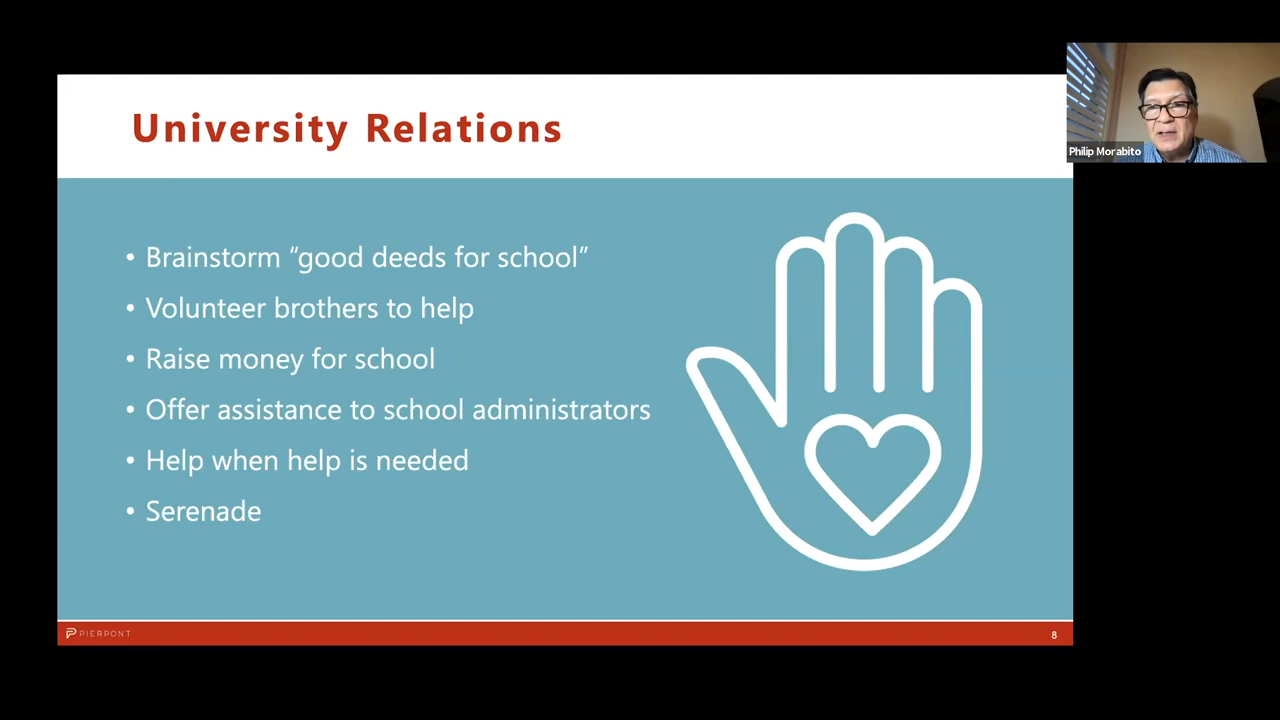 University Relations
Philip Morabito
• Brainstorm “good deeds for school”
• Volunteer brothers to help
• Raise money for school
• Offer assistance to school administrators
• Help when help is needed
• Serenade
PIERPONT
8